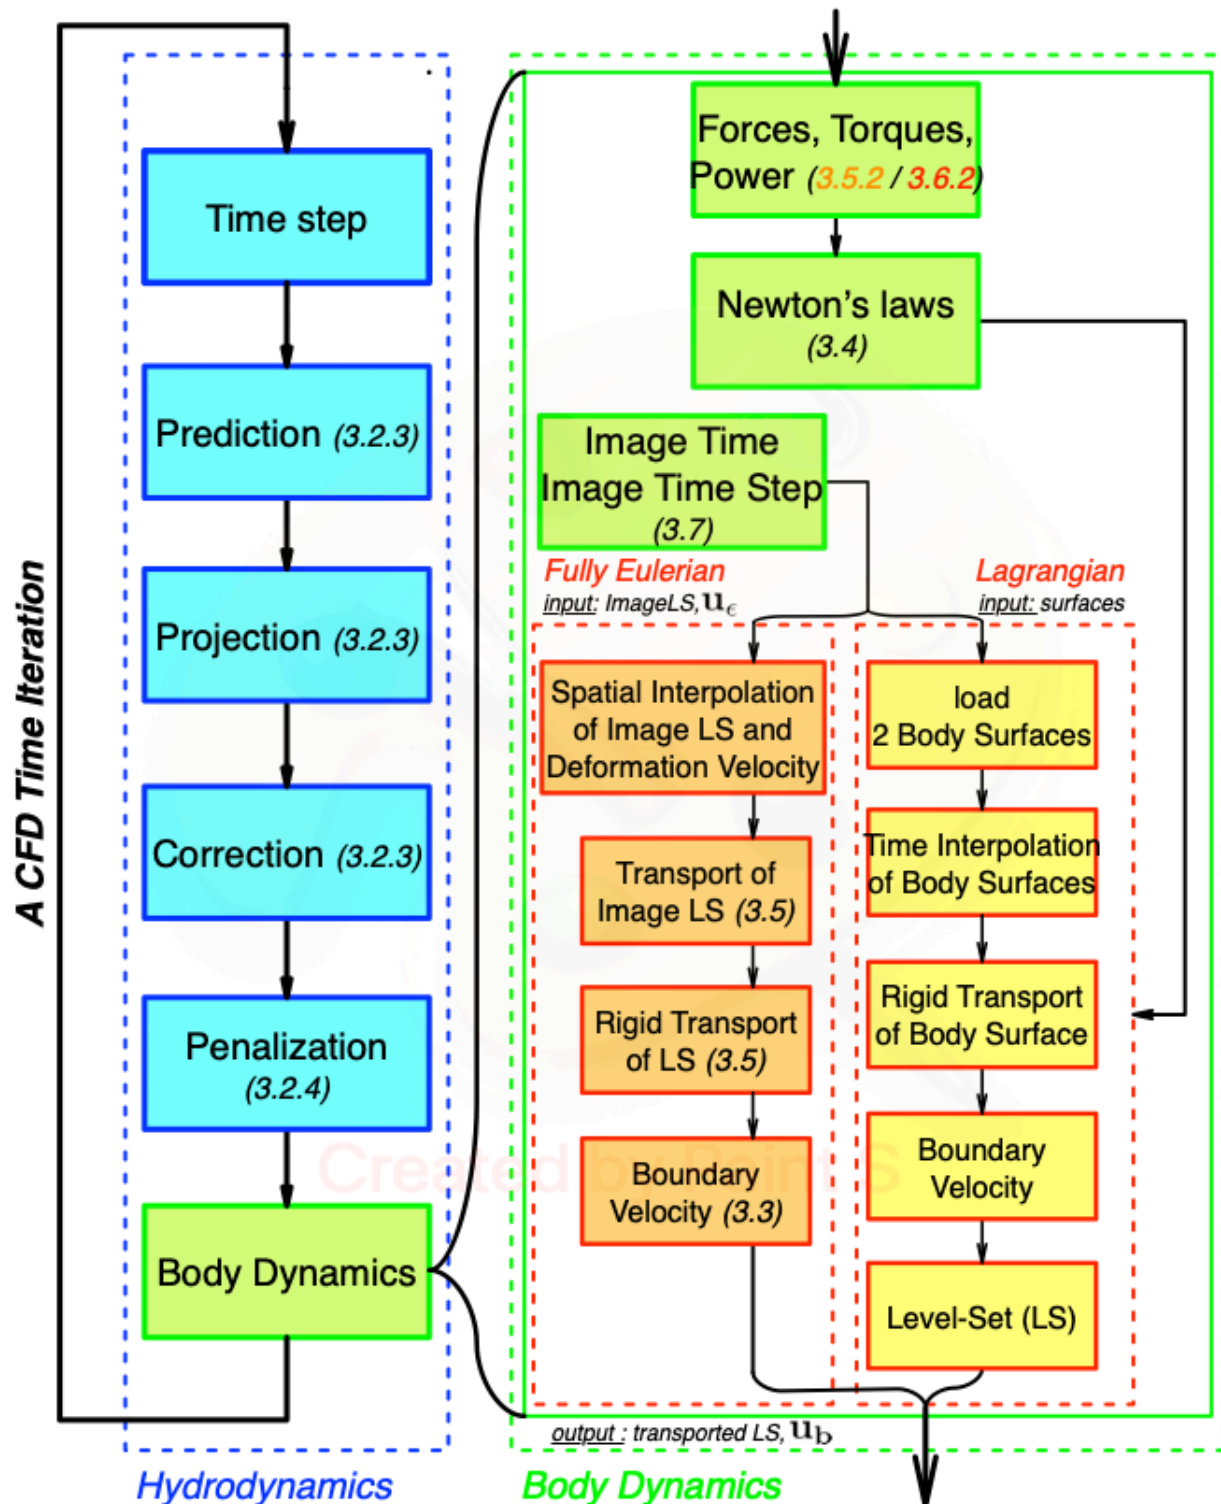 A CFD Time Iteration
Time step
Prediction (3.2.3)
Projection (3.2.3)
Correction (3.2.3)
Penalization
(3.2.4)
Body Dynamics
Hydrodynamics
Forces, Torques,
Power (3.5.2 / 3.6.2)
Newton's laws
(3.4)
Image Time
Image Time Step
(3.7)
Fully Eulerian
input: ImageLS, uϵ
Lagrangian
input: surfaces
Spatial Interpolation
of Image LS and
Deformation Velocity
Transport of
Image LS (3.5)
Rigid Transport
of LS (3.5)
Boundary
Velocity (3.3)
load
2 Body Surfaces
Time Interpolation
of Body Surfaces
Rigid Transport
of Body Surface
Boundary
Velocity
Level-Set (LS)
output : transported LS, ub
Body Dynamics
Created by Paint S